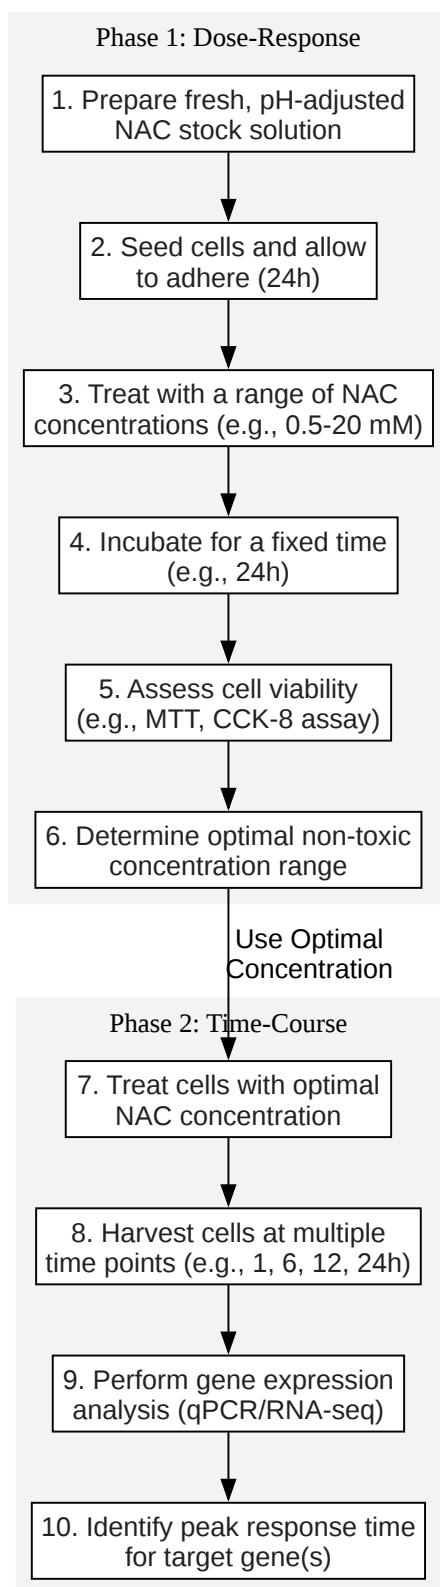 Phase 1: Dose-Response
1. Prepare fresh, pH-adjusted
NAC stock solution
2. Seed cells and allow
to adhere (24h)
3. Treat with a range of NAC
concentrations (e.g., 0.5-20 mM)
4. Incubate for a fixed time
(e.g., 24h)
5. Assess cell viability
(e.g., MTT, CCK-8 assay)
6. Determine optimal non-toxic
concentration range
Use Optimal
Concentration
Phase 2: Time-Course
7. Treat cells with optimal
NAC concentration
8. Harvest cells at multiple
time points (e.g., 1, 6, 12, 24h)
9. Perform gene expression
analysis (qPCR/RNA-seq)
10. Identify peak response time
for target gene(s)